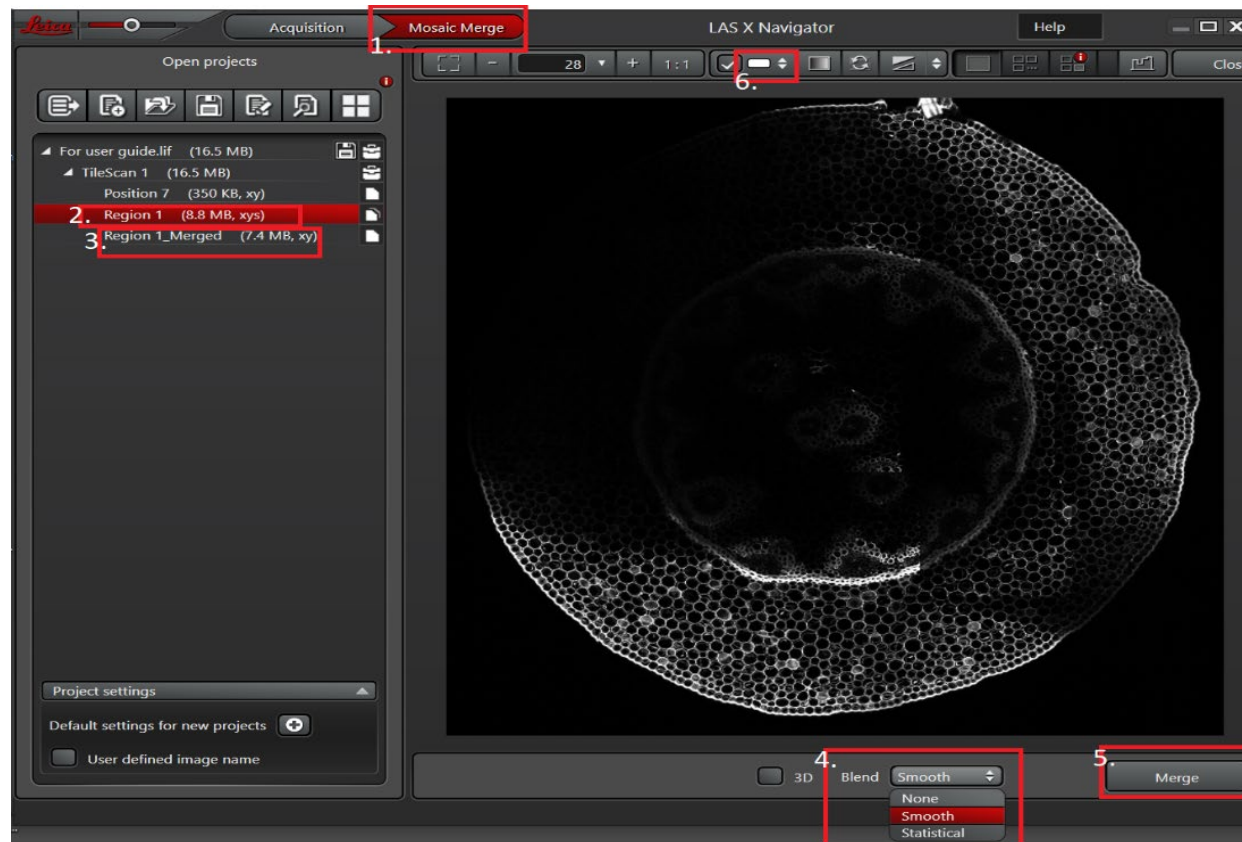 Leica
Acquisition
Mosaic Merge
1.
LAS X Navigator
Help
Open projects
28
1:1
6.
Clos
For user guide.lif (16.5 MB)
TileScan 1 (16.5 MB)
Position 7 (350 KB, xy)
2. Region 1 (8.8 MB, xys)
3. Region 1_Merged (7.4 MB, xy)
Project settings
Default settings for new projects
User defined image name
4.
3D
Blend
Smooth
None
Smooth
Statistical
5.
Merge